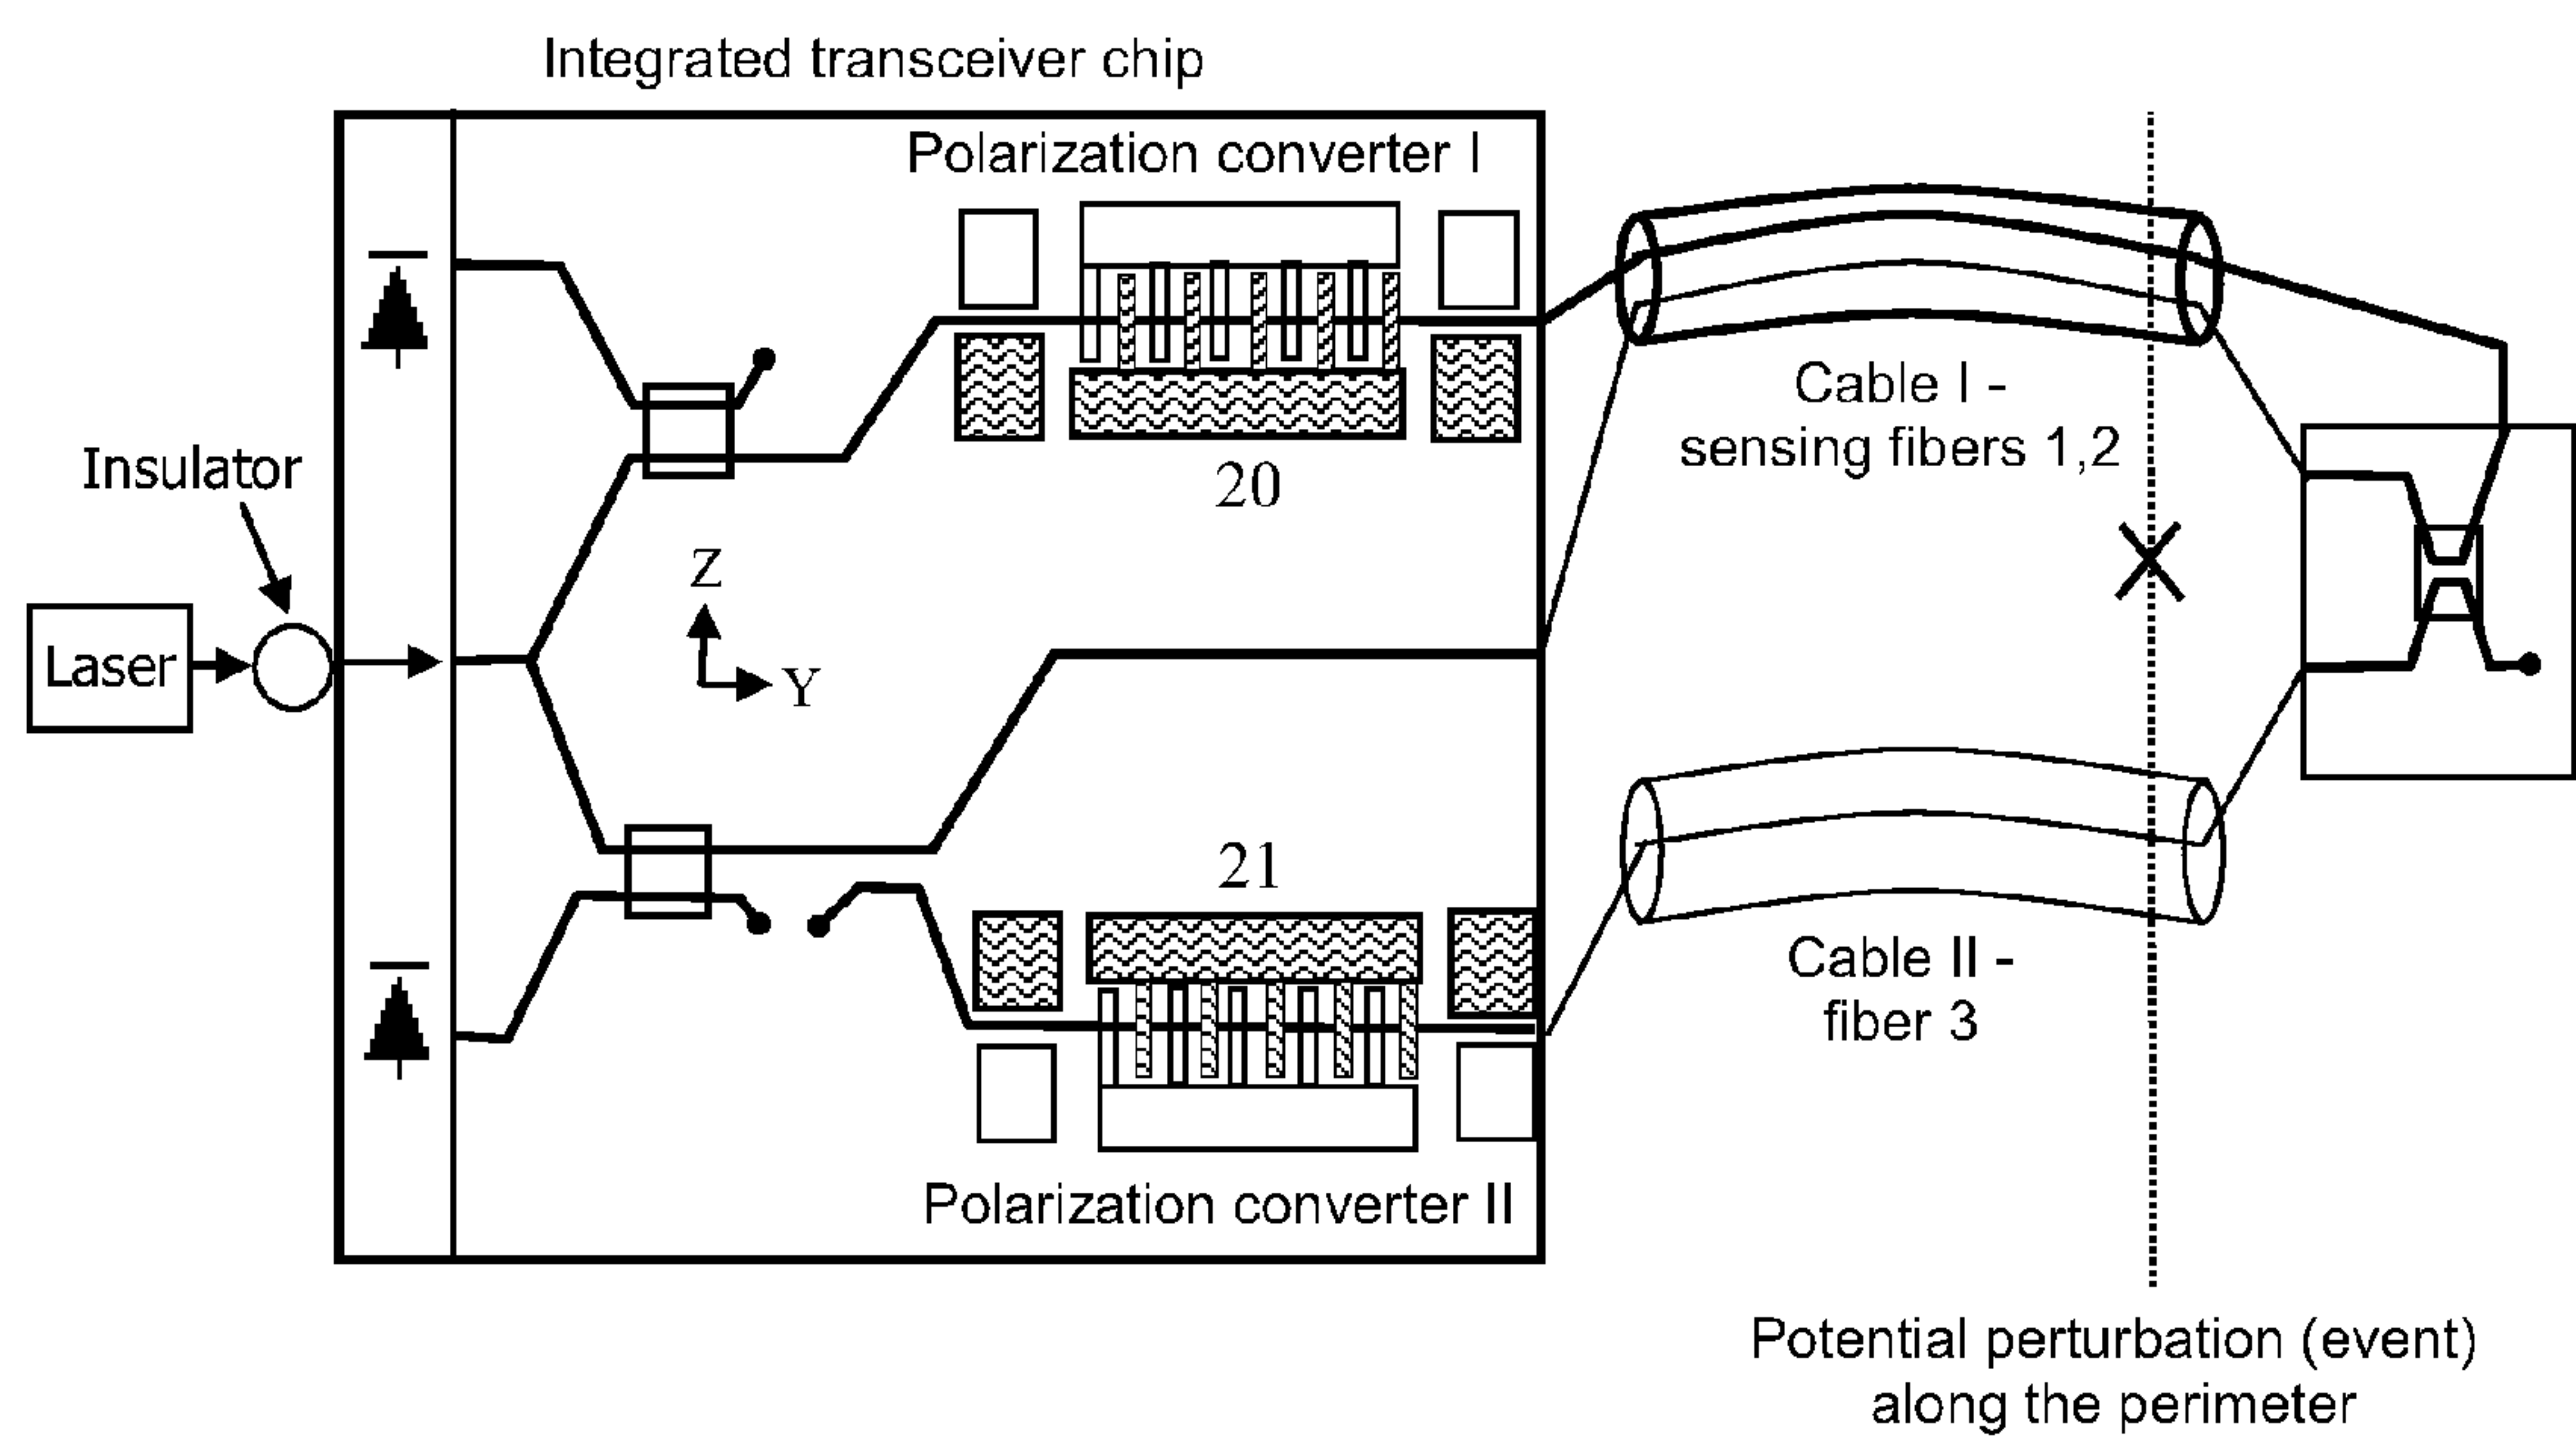 Integrated transceiver chip
Polarization converter I
Cable I -
sensing fibers 1,2
Insulator
20
Z
Laser
Y
21
Cable II -
fiber 3
Polarization converter II
Potential perturbation (event)
along the perimeter